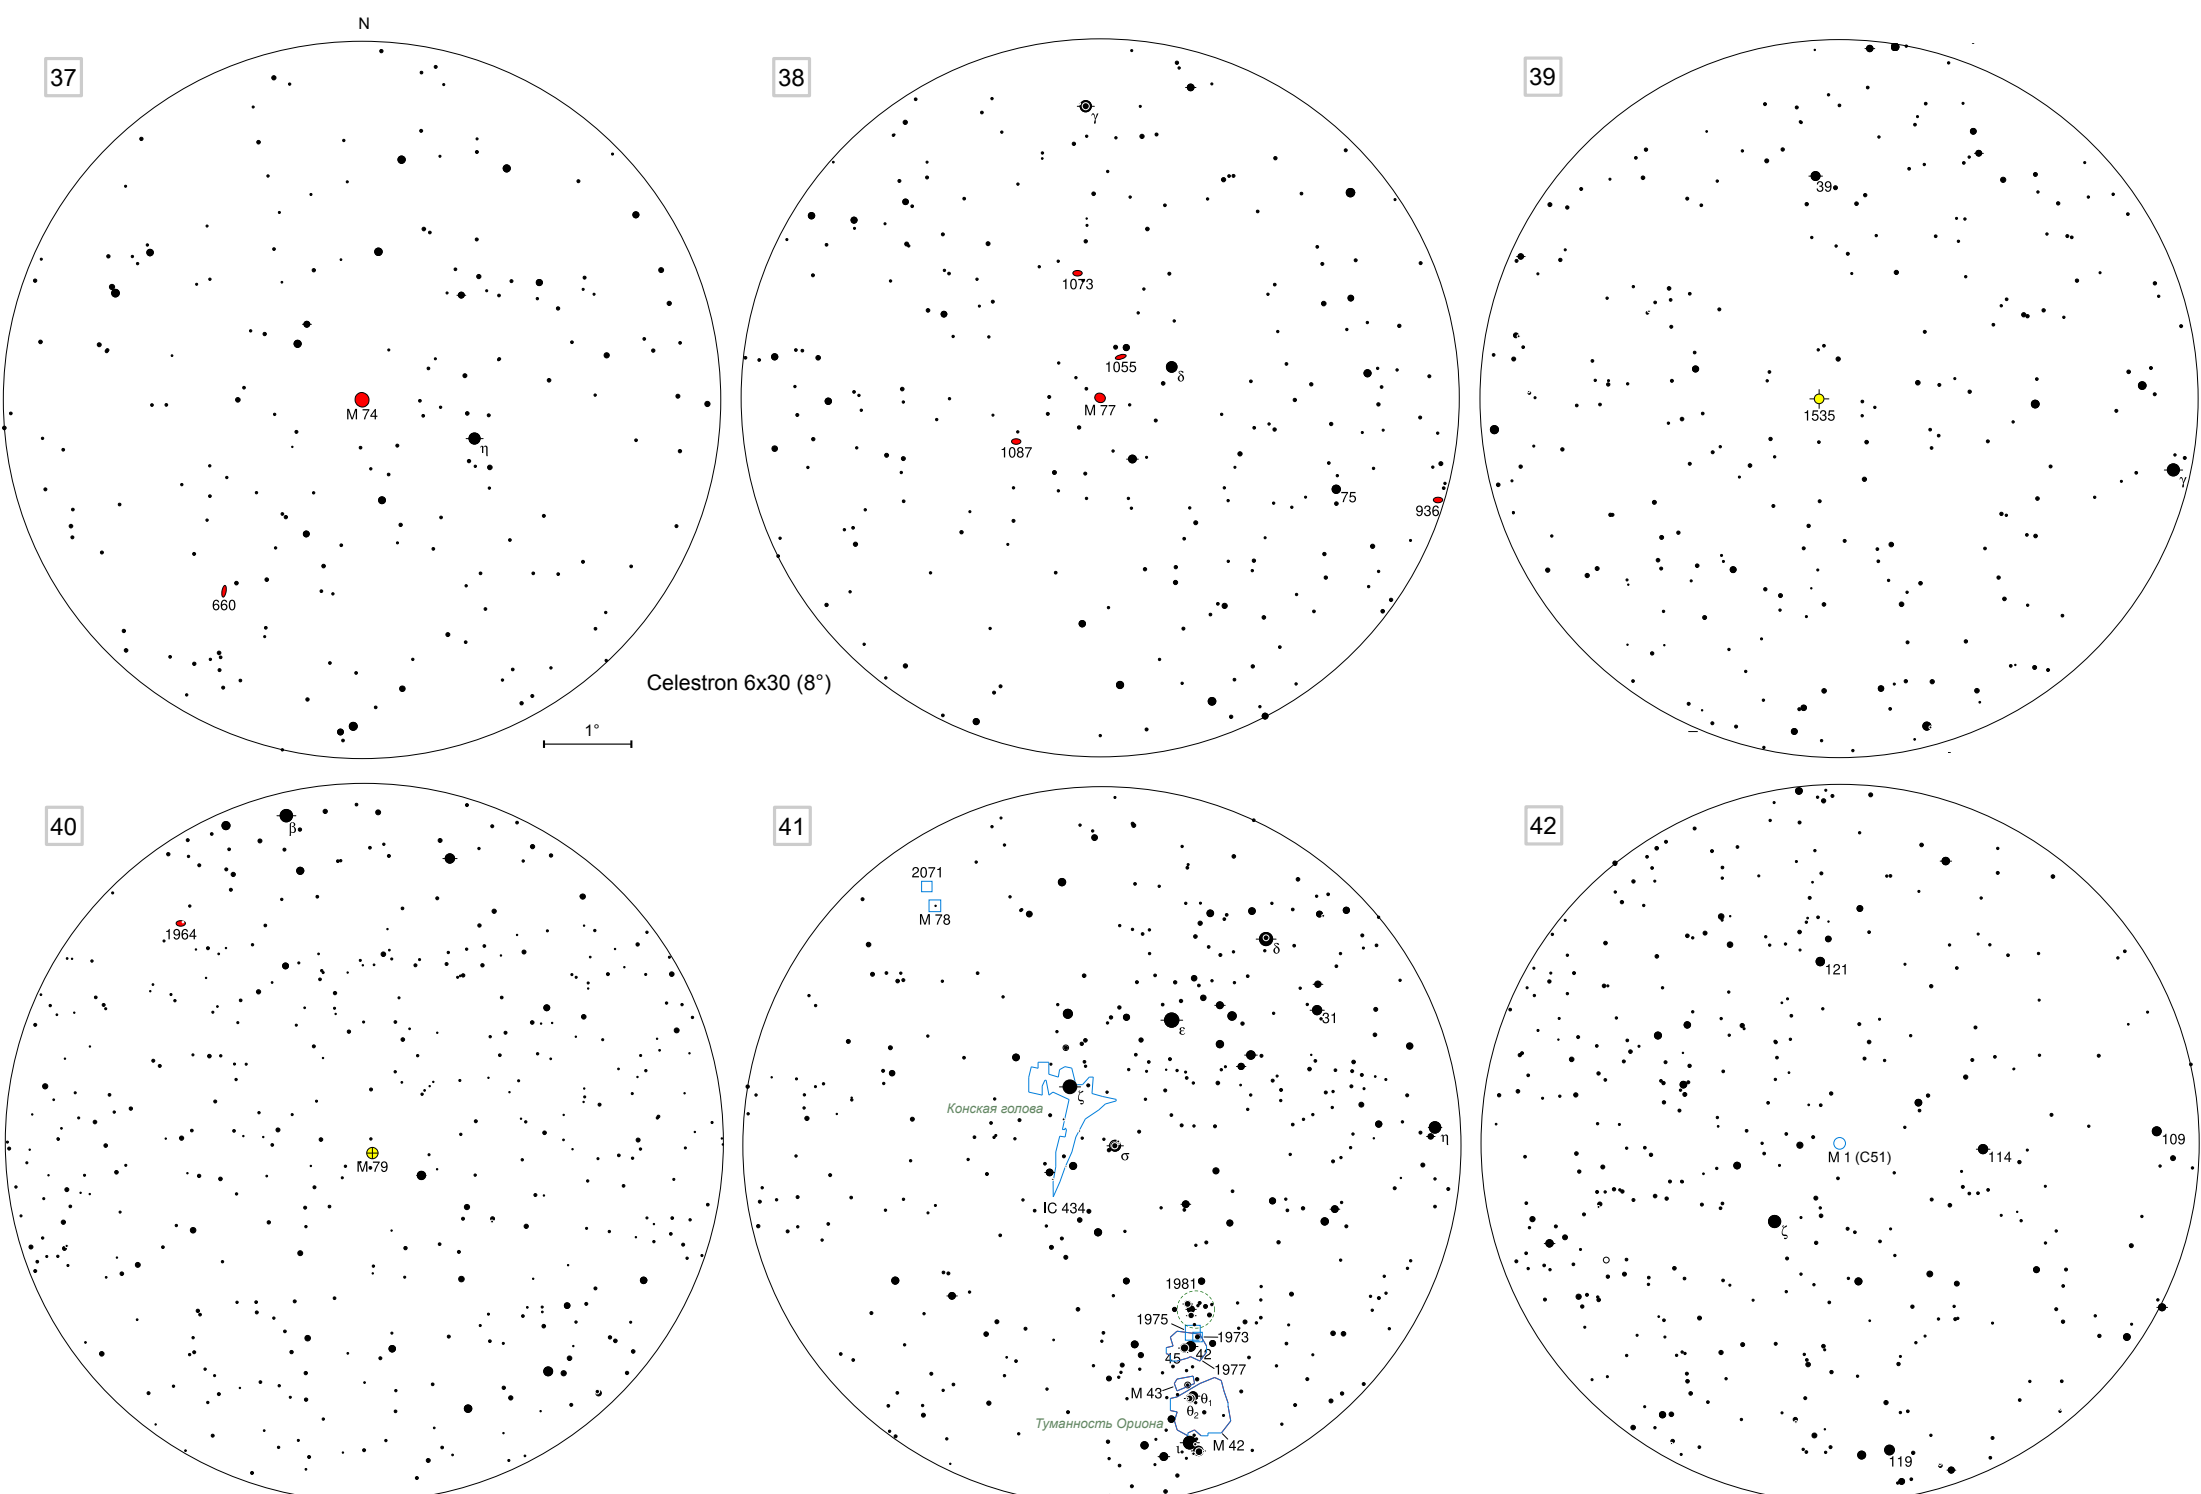 N
37
M 74
η
660
38
γ
1073
1055
δ
M 77
1087
75
936
39
39
1535
γ
Celestron 6x30 (8°)
1°
40
β
1964
M 79
41
2071
M 78
δ
31
ε
ζ
Конская голова
σ
η
IC 434
1981
1975
1973
45
42
1977
M 43
θ1
θ2
Туманность Ориона
ι
M 42
42
121
109
M 1 (C51)
114
ζ
119